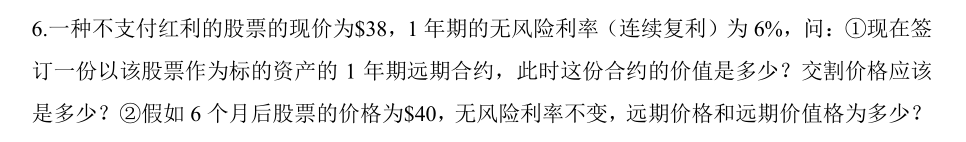 6.一种不支付红利的股票的现价为$38，1 年期的无风险利率（连续复利）为 6%，问：①现在签
订一份以该股票作为标的资产的 1 年期远期合约，此时这份合约的价值是多少？交割价格应该
是多少？②假如 6 个月后股票的价格为$40，无风险利率不变，远期价格和远期价值格为多少？